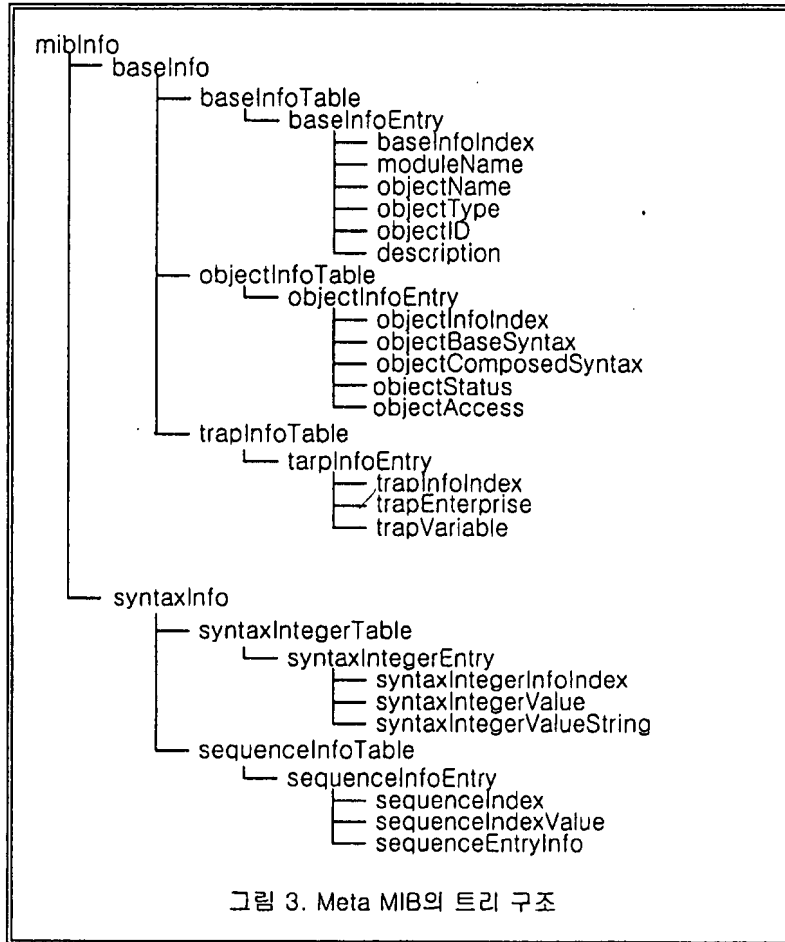 mibInfo
baseInfo
baseInfoTable
baseInfoEntry
baseInfoIndex
moduleName
objectName
objectType
objectID
description
objectInfoTable
objectInfoEntry
objectInfoIndex
objectBaseSyntax
objectComposedSyntax
objectStatus
objectAccess
trapInfoTable
tarpInfoEntry
trapInfoIndex
trapEnterprise
trapVariable
syntaxInfo
syntaxIntegerTable
syntaxIntegerEntry
syntaxIntegerInfoIndex
syntaxIntegerValue
syntaxIntegerValueString
sequenceInfoTable
sequenceInfoEntry
sequenceIndex
sequenceIndexValue
sequenceEntryInfo
그림 3. Meta MIB의 트리 구조